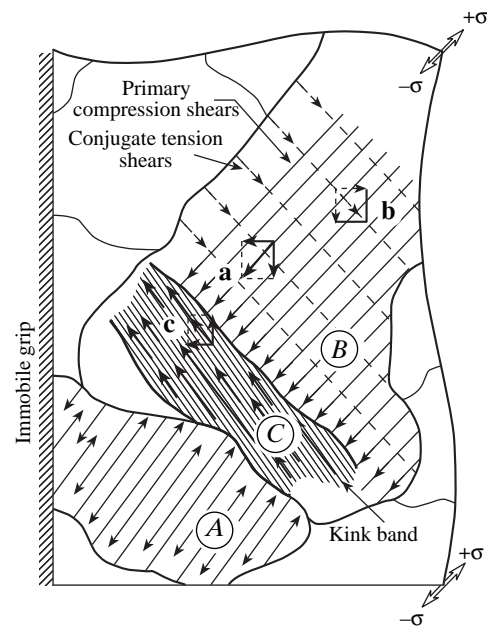 +σ
−σ
Primary
compression shears
Conjugate tension
shears
b
a
c
B
C
A
Immobile grip
Kink band
+σ
−σ